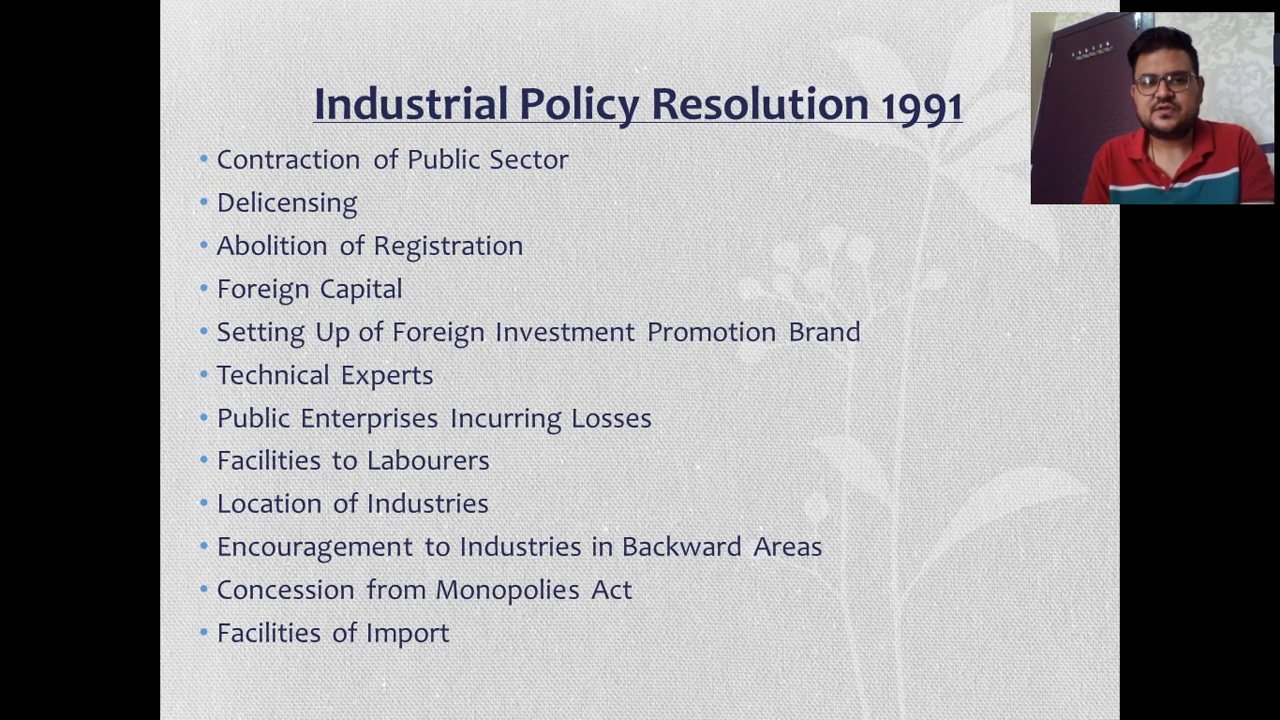 Industrial Policy Resolution 1991
• Contraction of Public Sector
• Delicensing
• Abolition of Registration
• Foreign Capital
• Setting Up of Foreign Investment Promotion Brand
• Technical Experts
• Public Enterprises Incurring Losses
• Facilities to Labourers
• Location of Industries
• Encouragement to Industries in Backward Areas
• Concession from Monopolies Act
• Facilities of Import